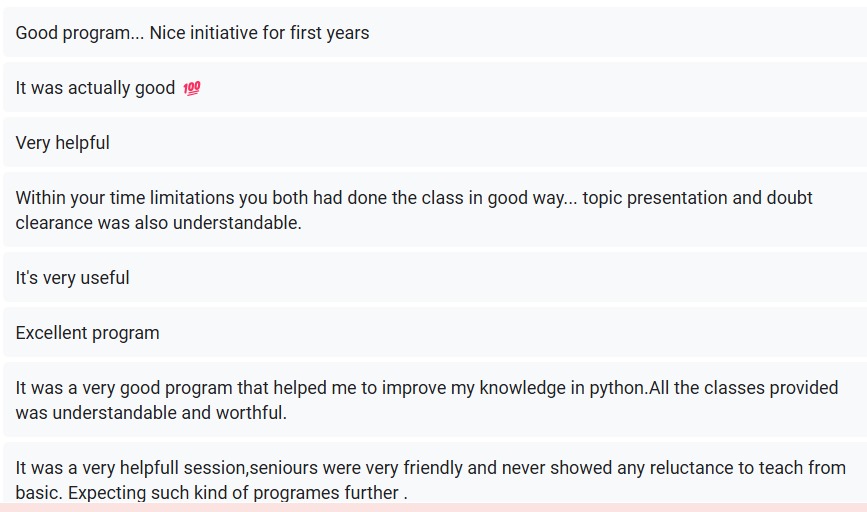 Good program... Nice initiative for first years
It was actually good 💯
Very helpful
Within your time limitations you both had done the class in good way... topic presentation and doubt
clearance was also understandable.
It's very useful
Excellent program
It was a very good program that helped me to improve my knowledge in python.All the classes provided
was understandable and worthful.
It was a very helpfull session,seniours were very friendly and never showed any reluctance to teach from
basic. Expecting such kind of programes further .